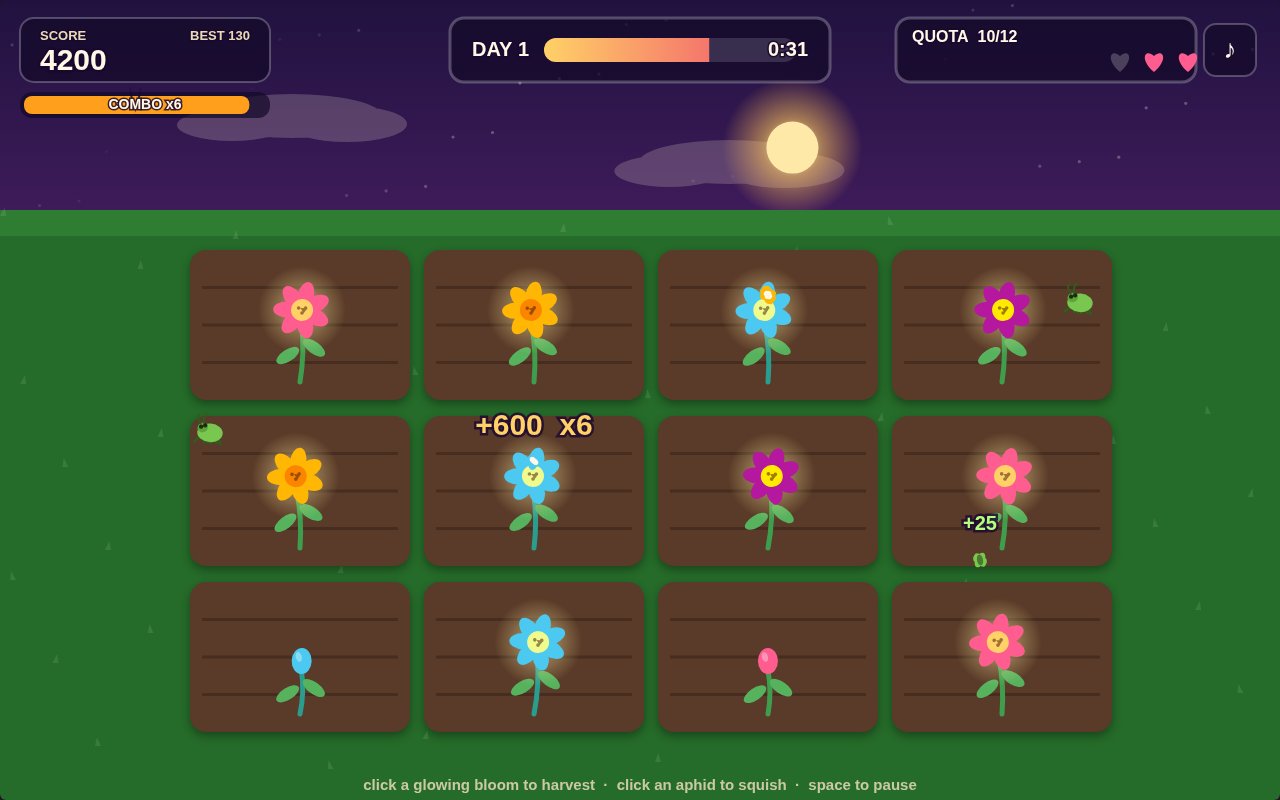 SCORE BEST 130
4200
COMBO x6
DAY 1 0:31
QUOTA 10/12
♪
+600 x6
+25
click a glowing bloom to harvest · click an aphid to squish · space to pause